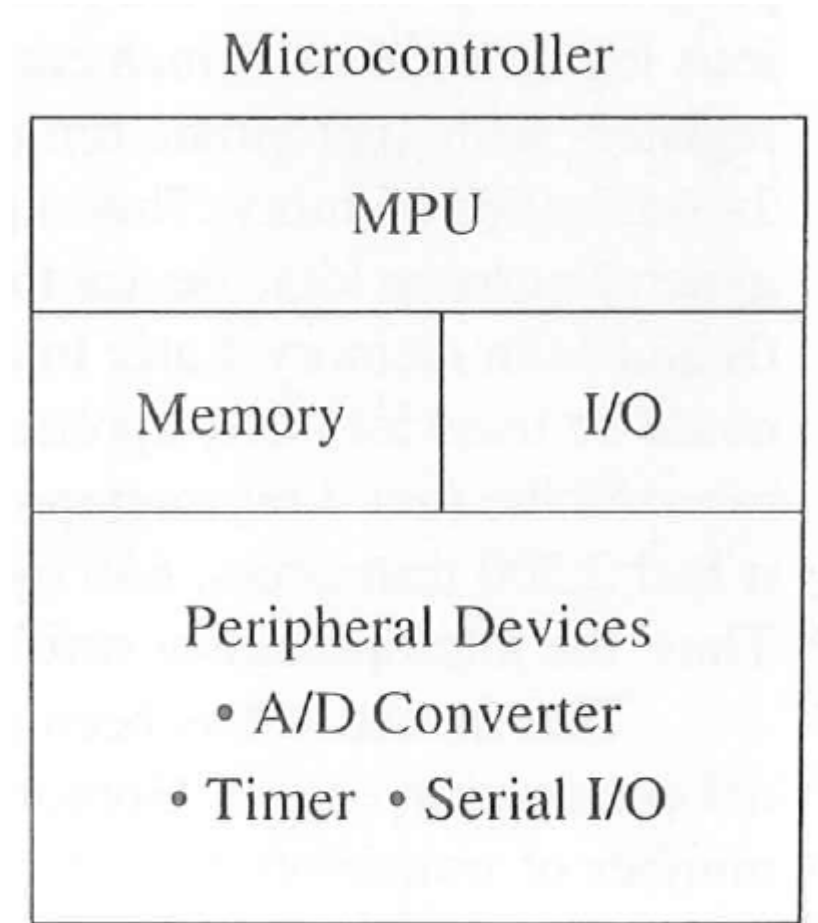 Microcontroller
MPU
Memory I/O
Peripheral Devices
• A/D Converter
• Timer • Serial I/O